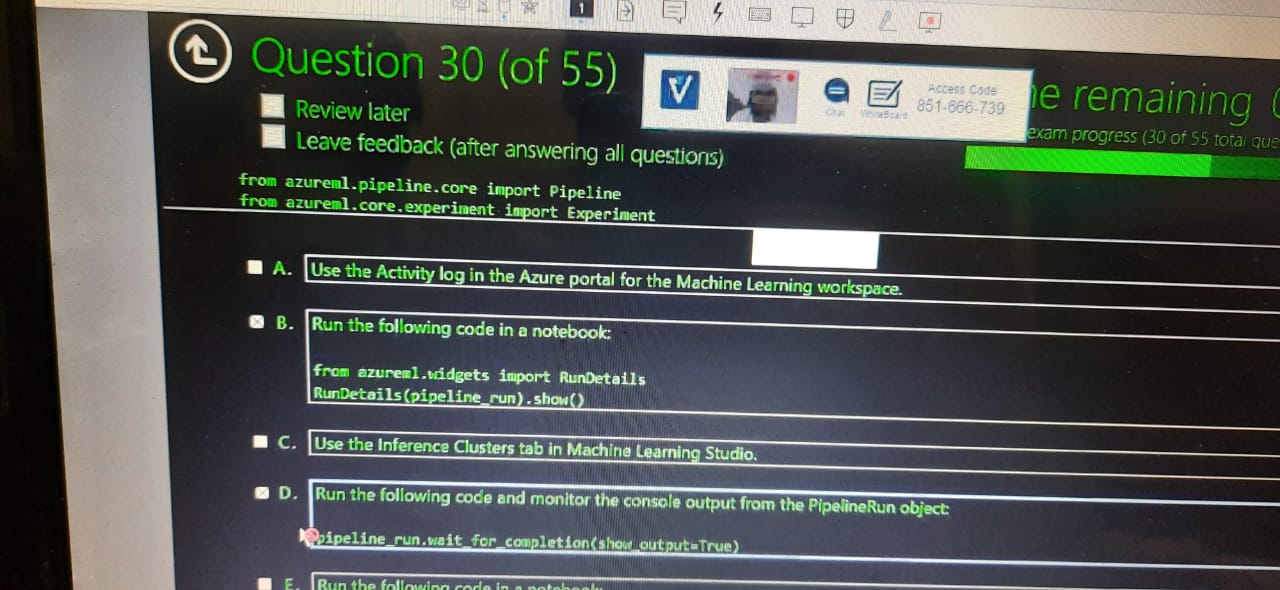 1
Question 30 (of 55)
Review later
Leave feedback (after answering all questions)
Chat
WhiteBoard
Access Code
851-666-739
e remaining
exam progress (30 of 55 total que
from azureml.pipeline.core import Pipeline
from azureml.core.experiment import Experiment
A. Use the Activity log in the Azure portal for the Machine Learning workspace.
B. Run the following code in a notebook:
from azureml.widgets import RunDetails
RunDetails(pipeline_run).show()
C. Use the Inference Clusters tab in Machine Learning Studio.
D. Run the following code and monitor the console output from the PipelineRun object:
pipeline_run.wait_for_completion(show_output=True)
E. Run the following code in a notebook: